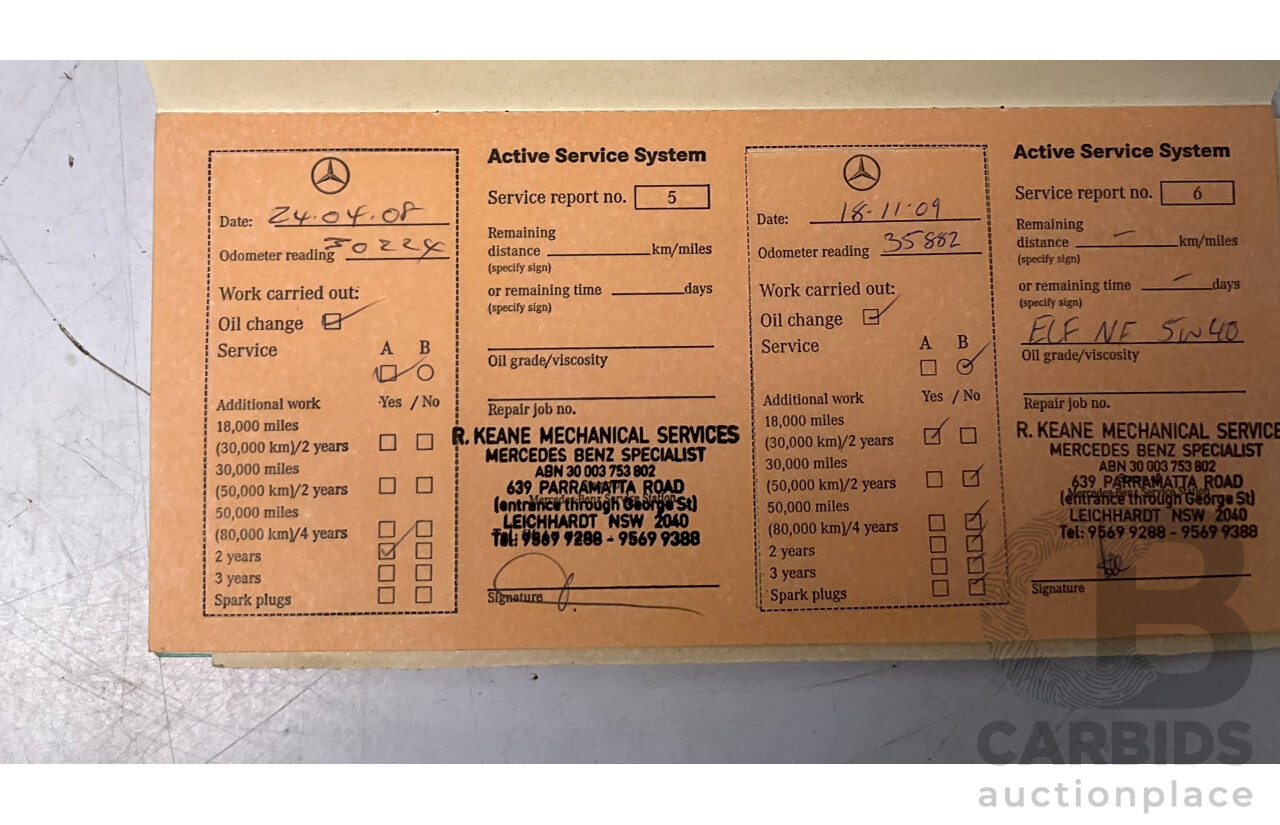 Date: 24.04.08
Odometer reading 30224
Work carried out:
Oil change
Service A B
Additional work Yes / No
18,000 miles
(30,000 km)/2 years
30,000 miles
(50,000 km)/2 years
50,000 miles
(80,000 km)/4 years
2 years
3 years
Spark plugs
Active Service System
Service report no. 5
Remaining
distance km/miles
(specify sign)
or remaining time days
(specify sign)
Oil grade/viscosity
Repair job no.
R. KEANE MECHANICAL SERVICES
MERCEDES BENZ SPECIALIST
ABN 30 003 753 802
639 PARRAMATTA ROAD
Mercedes-Benz Service Station
(entrance through George St)
LEICHHARDT NSW 2040
Tel: 9569 9288 - 9569 9388
Signature
Date: 18-11-09
Odometer reading 35882
Work carried out:
Oil change
Service A B
Additional work Yes / No
18,000 miles
(30,000 km)/2 years
30,000 miles
(50,000 km)/2 years
50,000 miles
(80,000 km)/4 years
2 years
3 years
Spark plugs
Active Service System
Service report no. 6
Remaining
distance - km/miles
(specify sign)
or remaining time - days
(specify sign)
ELF NF 5W40
Oil grade/viscosity
Repair job no.
R. KEANE MECHANICAL SERVICE
MERCEDES BENZ SPECIALIST
ABN 30 003 753 802
639 PARRAMATTA ROAD
Mercedes-Benz Service Station
(entrance through George St)
LEICHHARDT NSW 2040
Tel: 9569 9288 - 9569 9388
Signature
CARBIDS
auctionplace